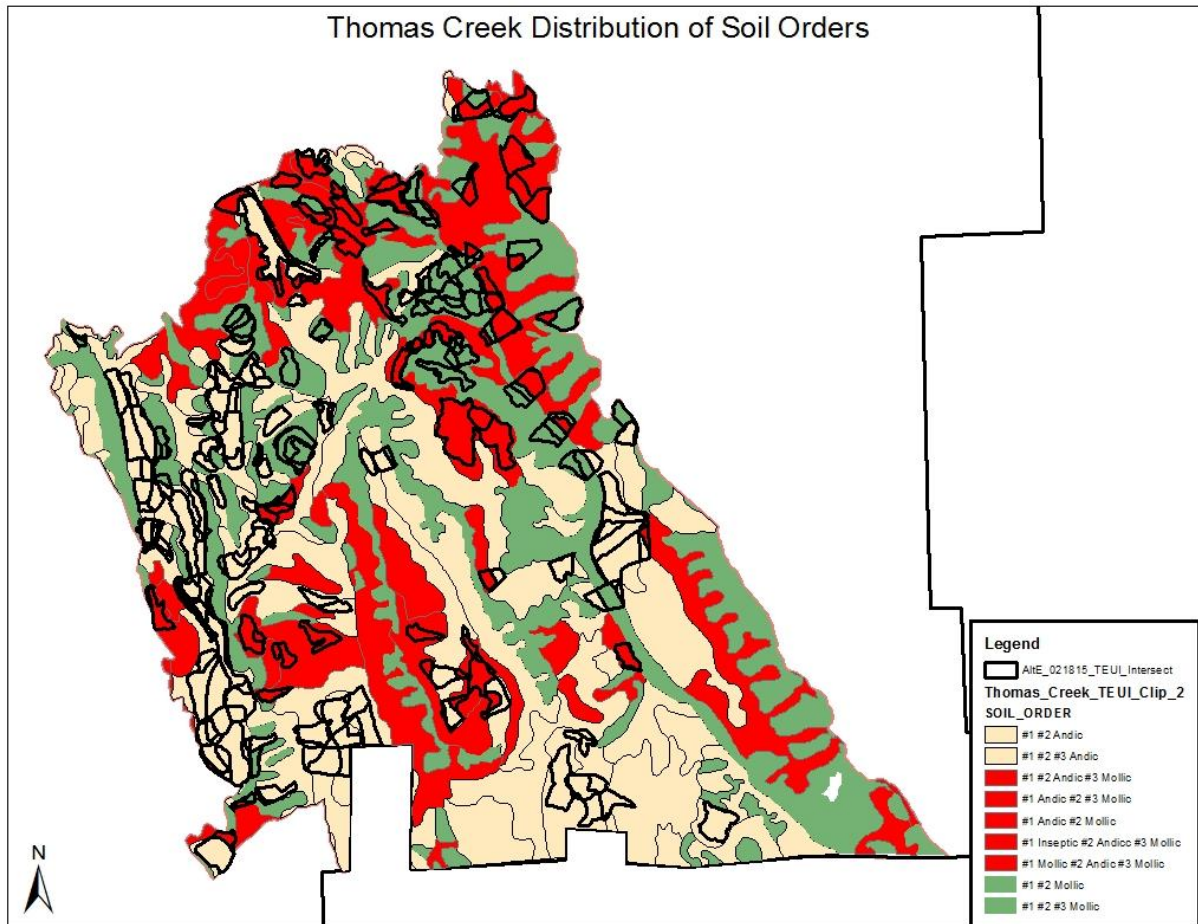 Thomas Creek Distribution of Soil Orders
N
Legend
AltE_021815_TEUI_Intersect
Thomas_Creek_TEUI_Clip_2
SOIL_ORDER
#1 #2 Andic
#1 #2 #3 Andic
#1 #2 Andic #3 Mollic
#1 Andic #2 #3 Mollic
#1 Andic #2 Mollic
#1 Inseptic #2 Andicc #3 Mollic
#1 Mollic #2 Andic #3 Mollic
#1 #2 Mollic
#1 #2 #3 Mollic